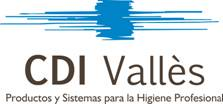 CDI Vallès
Productos y Sistemas para la Higiene Profesional